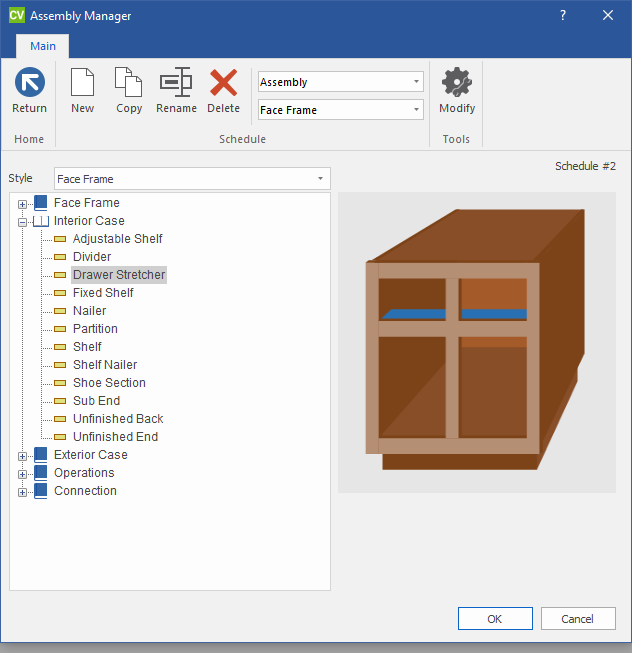 CV Assembly Manager ?
Main
Return New Copy Rename Delete Assembly Face Frame Modify
Home Schedule Tools
Schedule #2
Style Face Frame
Face Frame
Interior Case
Adjustable Shelf
Divider
Drawer Stretcher
Fixed Shelf
Nailer
Partition
Shelf
Shelf Nailer
Shoe Section
Sub End
Unfinished Back
Unfinished End
Exterior Case
Operations
Connection
OK Cancel